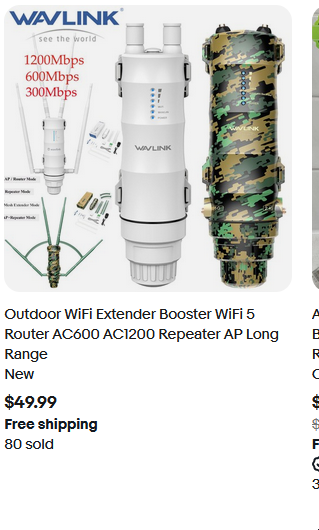 WAVLINK
see the world
1200Mbps
600Mbps
300Mbps
AP / Router Mode
Repeater Mode
Mesh Extender Mode
AP+Repeater Mode
WAVLINK
WAVLINK
Outdoor WiFi Extender Booster WiFi 5
Router AC600 AC1200 Repeater AP Long
Range
New
$49.99
Free shipping
80 sold